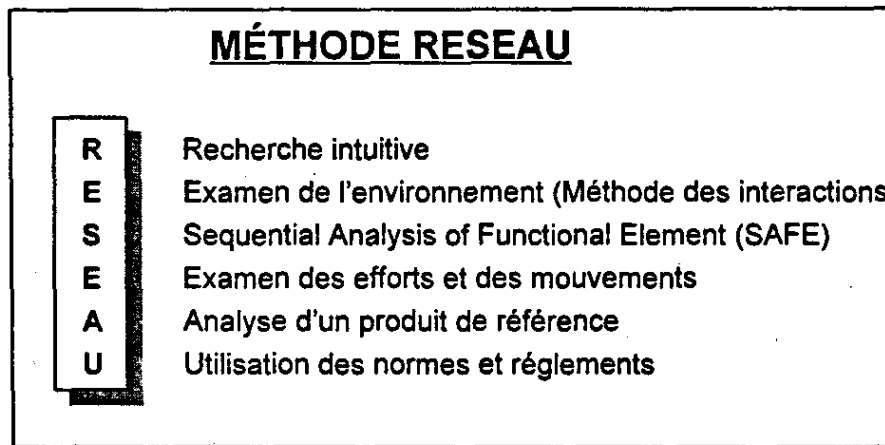 MÉTHODE RESEAU
R Recherche intuitive
E Examen de l'environnement (Méthode des interactions
S Sequential Analysis of Functional Element (SAFE)
E Examen des efforts et des mouvements
A Analyse d'un produit de référence
U Utilisation des normes et réglements